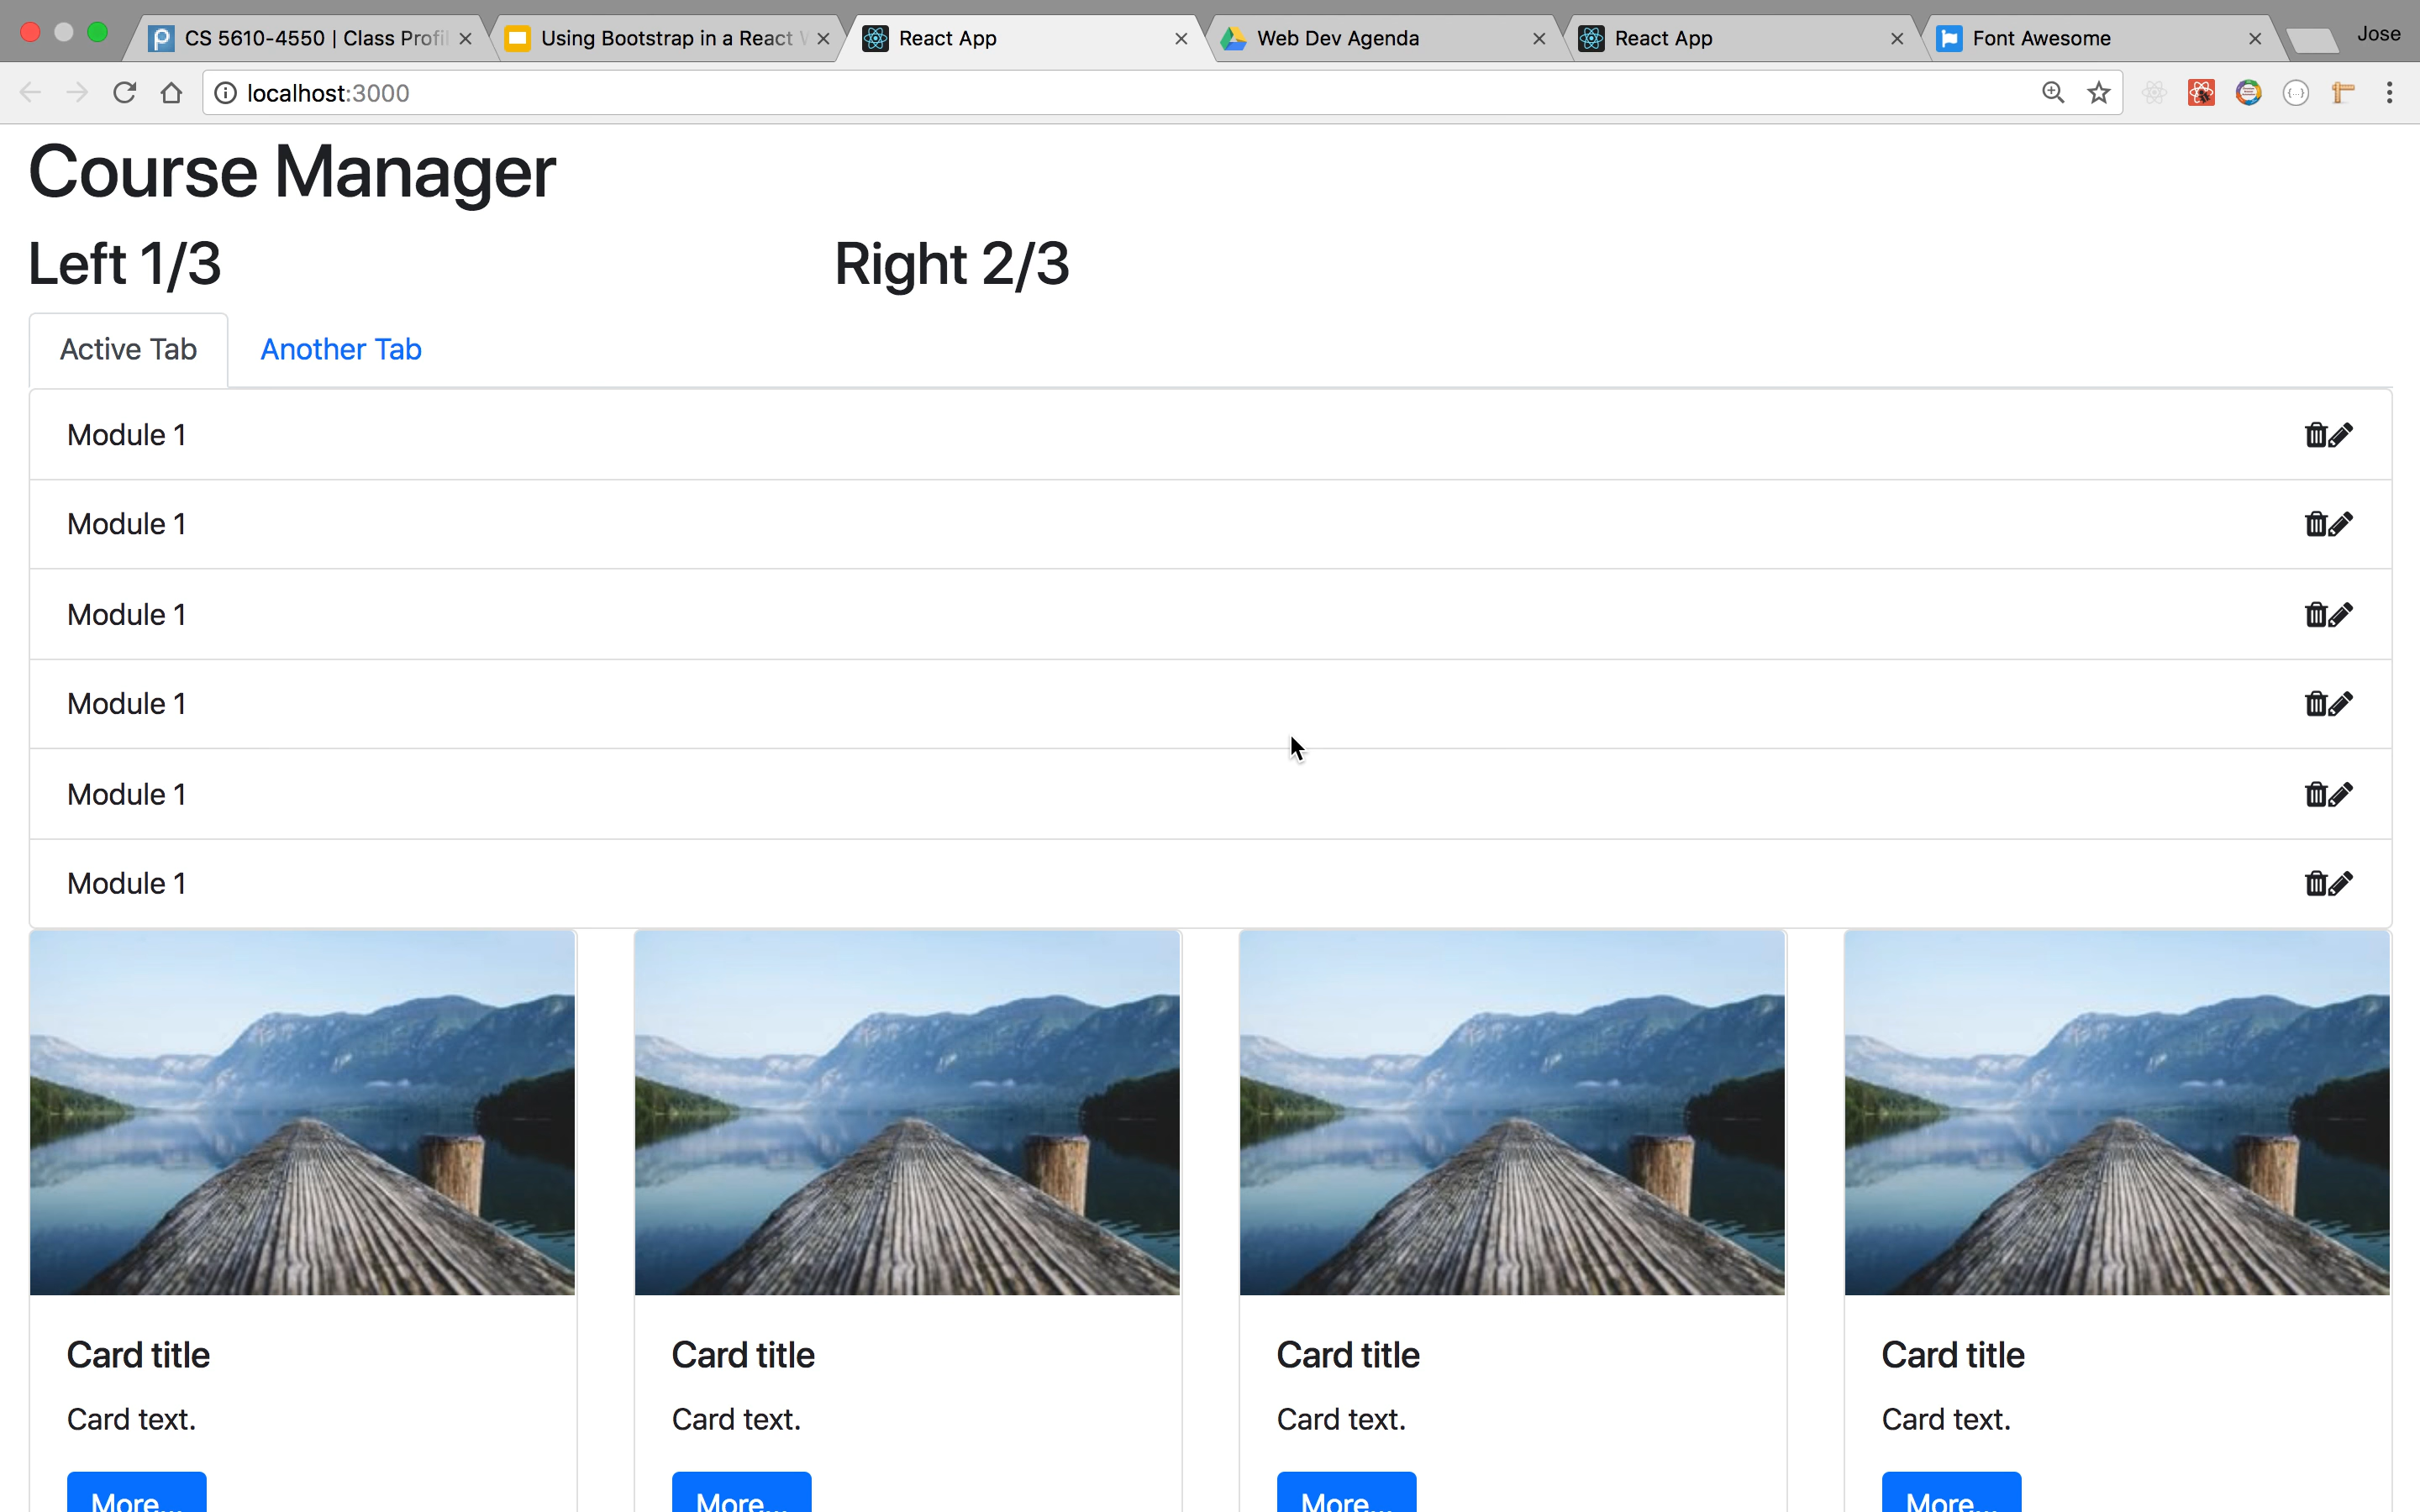 CS 5610-4550 | Class Profil
Using Bootstrap in a React
React App
Web Dev Agenda
React App
Font Awesome
Jose
localhost:3000
Course Manager
Left 1/3
Right 2/3
Active Tab
Another Tab
Module 1
Module 1
Module 1
Module 1
Module 1
Module 1
Card title
Card title
Card title
Card title
Card text.
Card text.
Card text.
Card text.
More...
More...
More...
More...